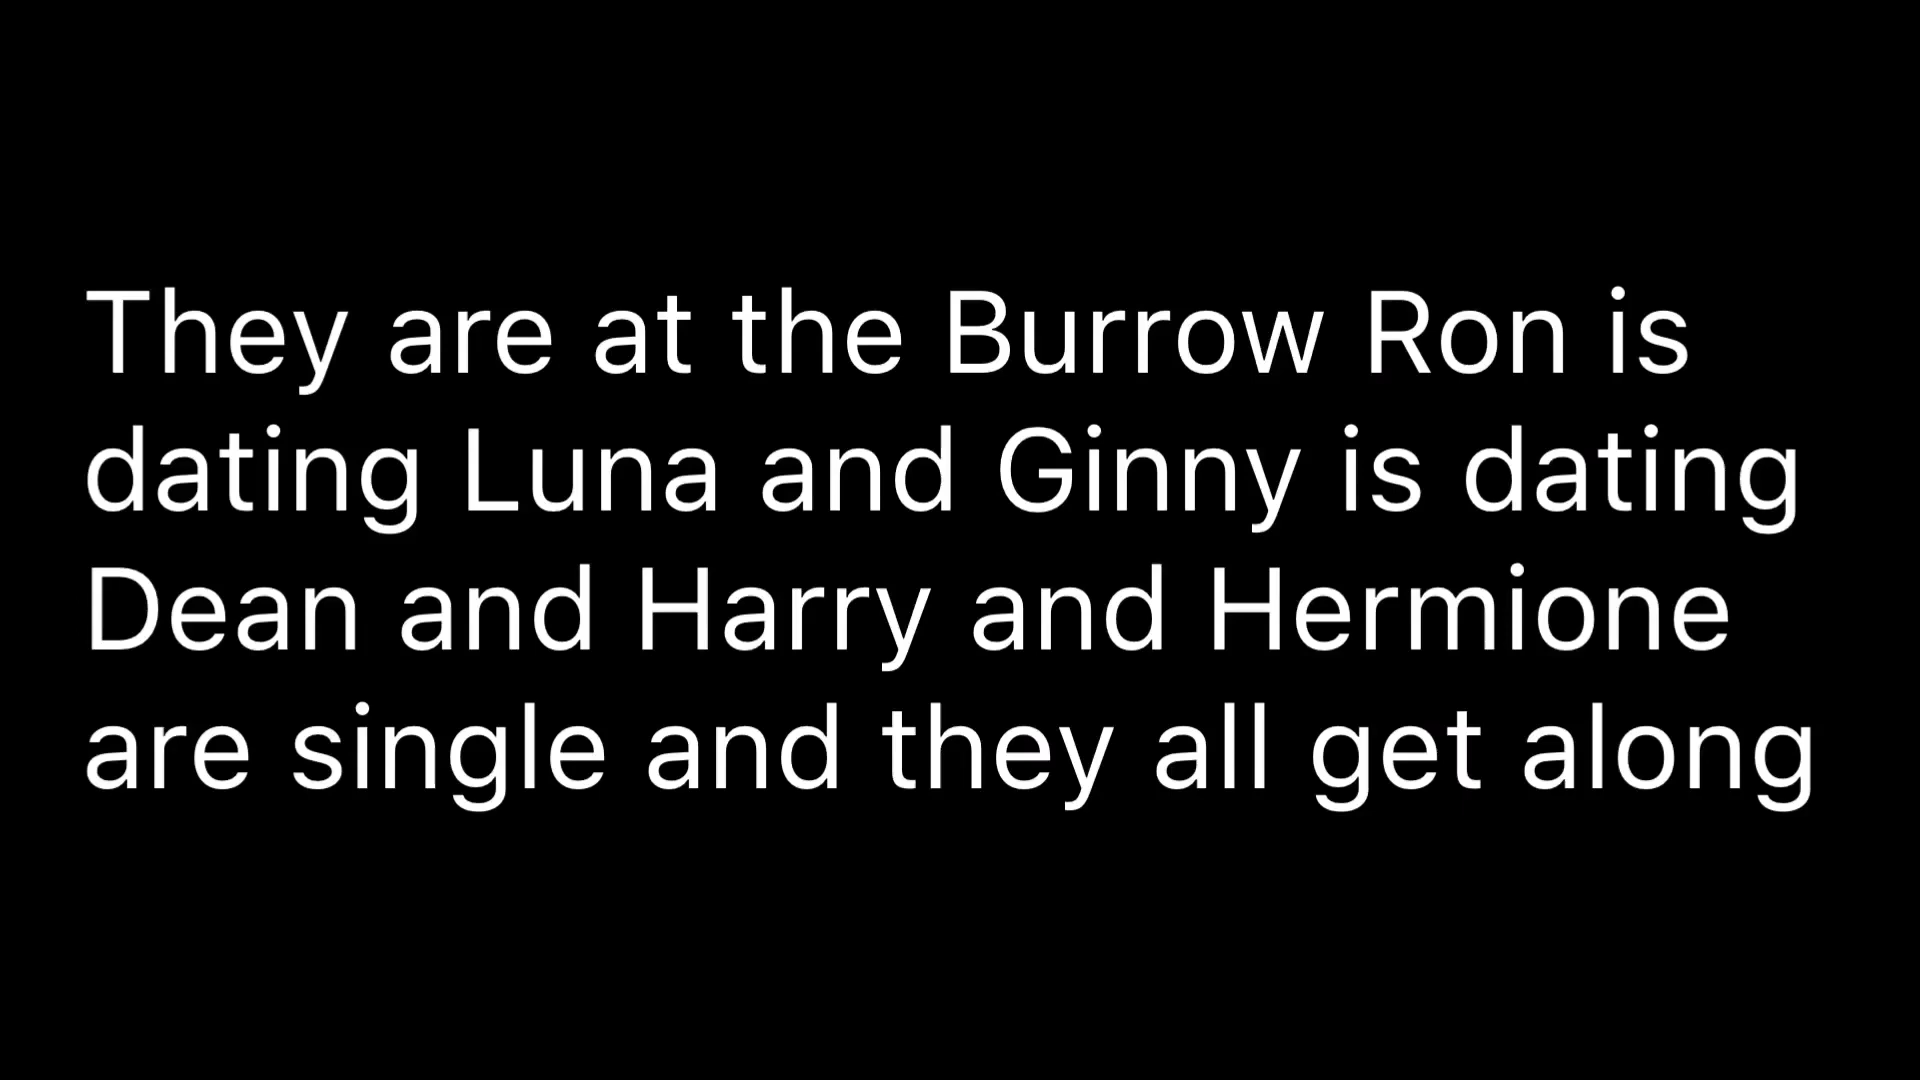 They are at the Burrow Ron is
dating Luna and Ginny is dating
Dean and Harry and Hermione
are single and they all get along